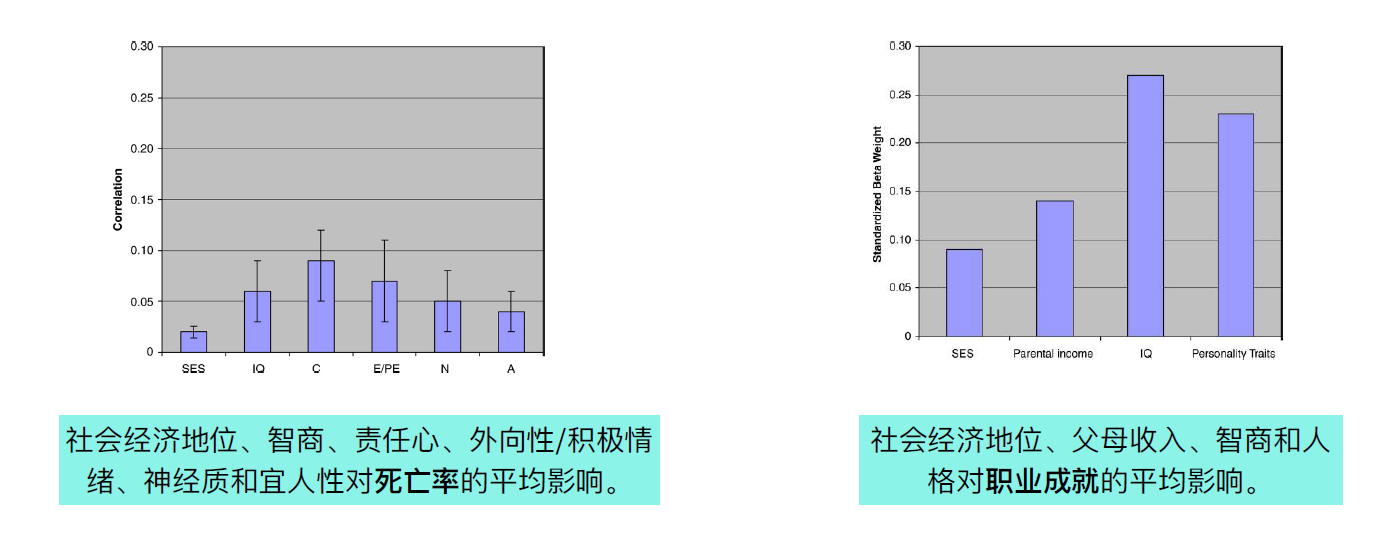 0.30
0.25
0.20
0.15
0.10
0.05
0
Correlation
SES IQ C E/PE N A
社会经济地位、智商、责任心、外向性/积极情
绪、神经质和宜人性对死亡率的平均影响。
0.30
0.25
0.20
0.15
0.10
0.05
0
Standardized Beta Weight
SES Parental income IQ Personality Traits
社会经济地位、父母收入、智商和人
格对职业成就的平均影响。